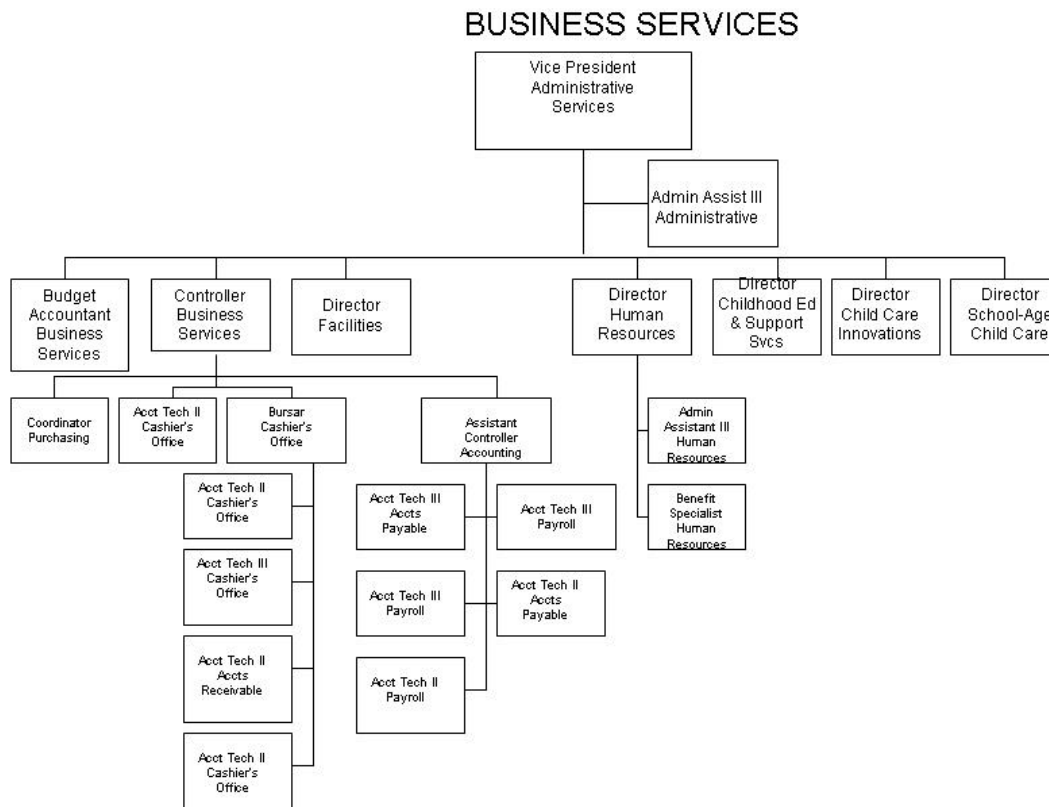 BUSINESS SERVICES
Vice President
Administrative
Services
Admin Assist III
Administrative
Budget
Accountant
Business
Services
Controller
Business
Services
Director
Facilities
Director
Human
Resources
Director
Childhood Ed
& Support
Svcs
Director
Child Care
Innovations
Director
School-Age
Child Care
Coordinator
Purchasing
Acct Tech II
Cashier's
Office
Bursar
Cashier's
Office
Assistant
Controller
Accounting
Admin
Assistant III
Human
Resources
Acct Tech II
Cashier's
Office
Acct Tech III
Accts
Payable
Acct Tech III
Payroll
Benefit
Specialist
Human
Resources
Acct Tech III
Cashier's
Office
Acct Tech III
Payroll
Acct Tech II
Accts
Payable
Acct Tech II
Accts
Receivable
Acct Tech II
Payroll
Acct Tech II
Cashier's
Office